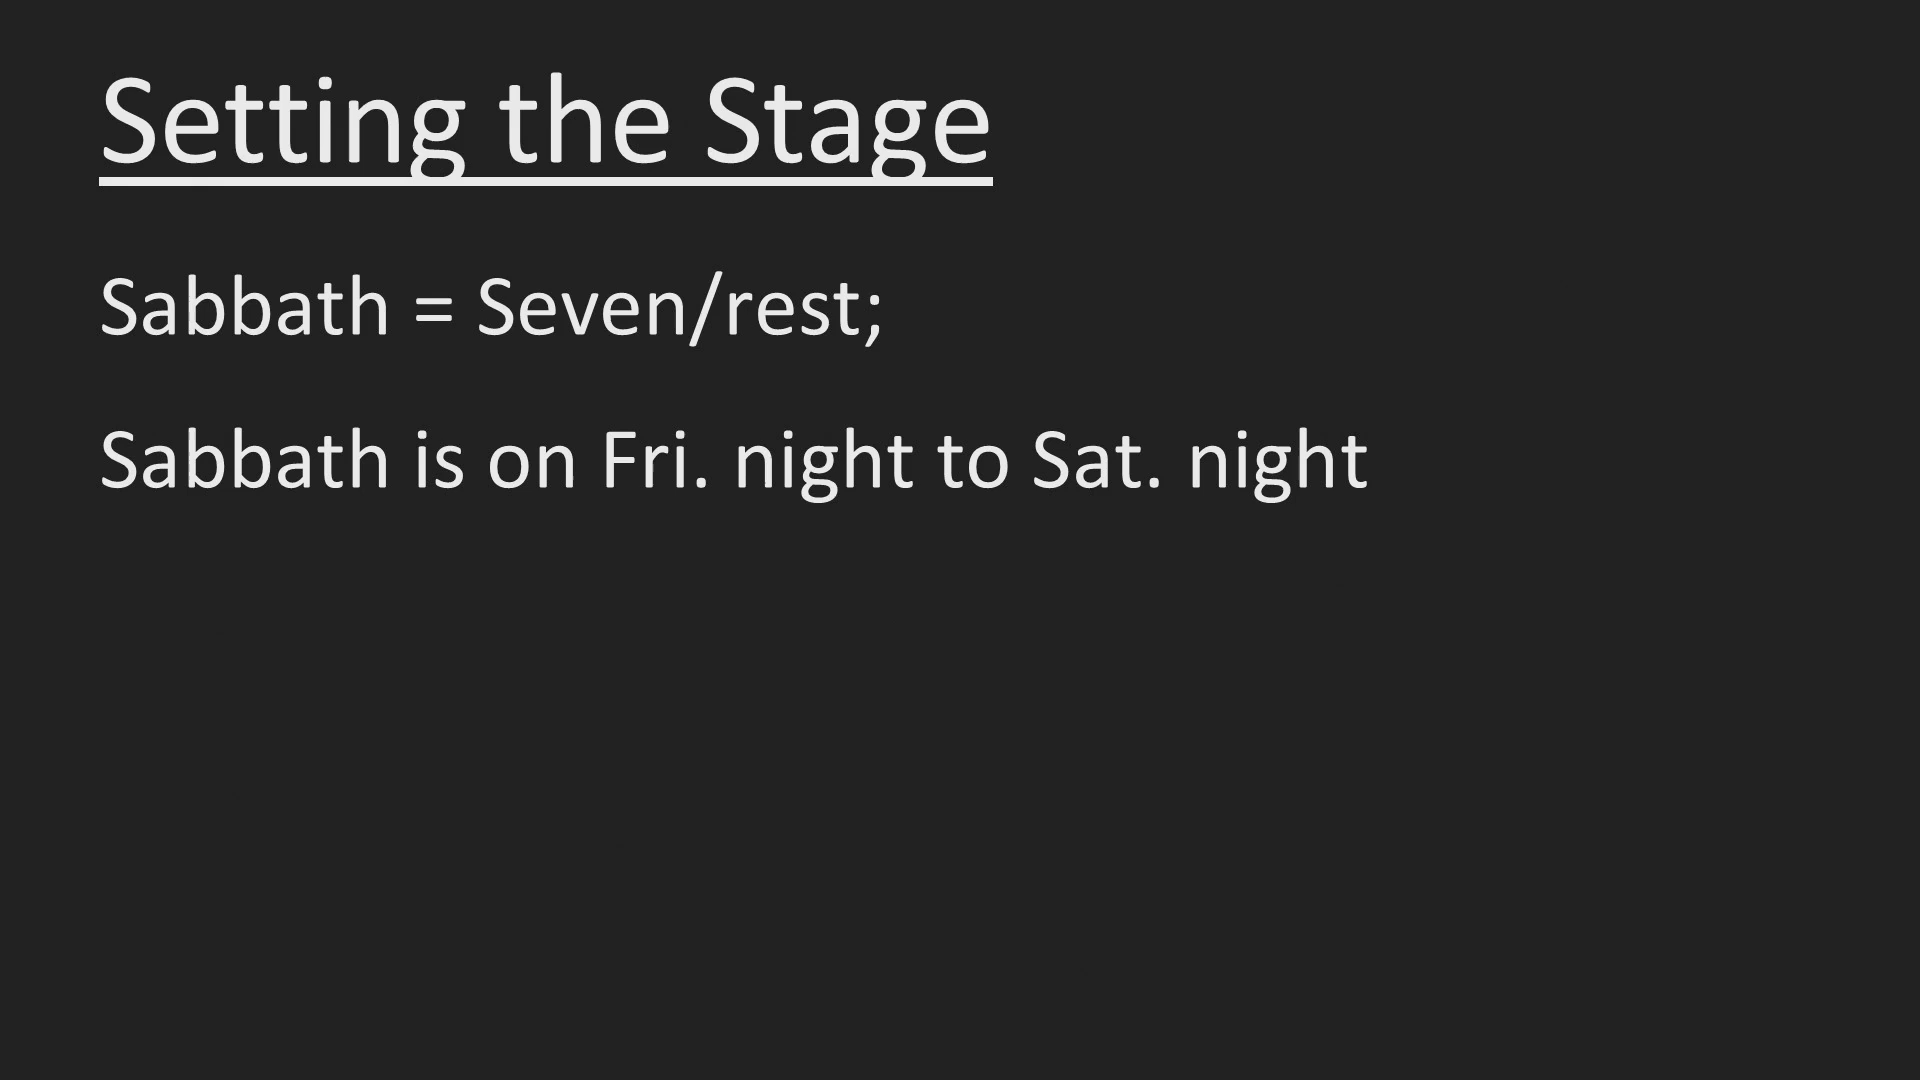 Setting the Stage
Sabbath = Seven/rest;
Sabbath is on Fri. night to Sat. night